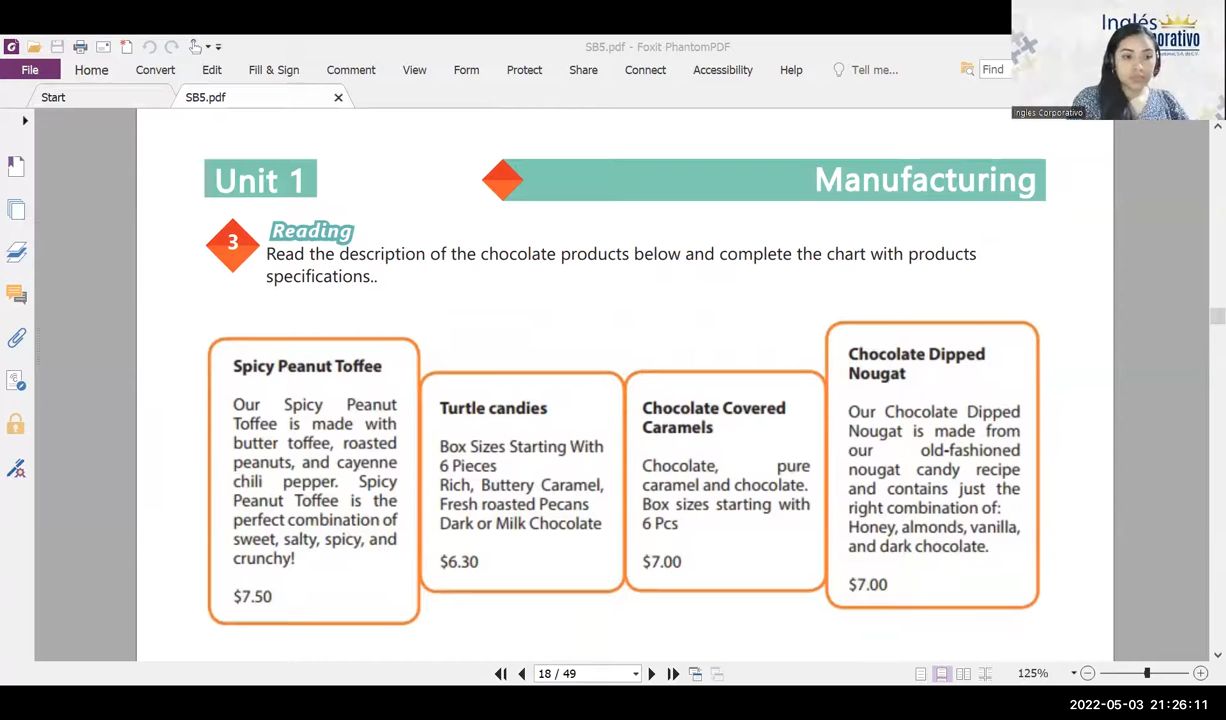 Inglés
SB5.pdf - Foxit PhantomPDF
File Home Convert Edit Fill & Sign Comment View Form Protect Share Connect Accessibility Help Tell me... Find
Ingles Corporativo
Start SB5.pdf
Unit 1 Manufacturing
3 Reading
Read the description of the chocolate products below and complete the chart with products
specifications..
Spicy Peanut Toffee
Our Spicy Peanut
Toffee is made with
butter toffee, roasted
peanuts, and cayenne
chili pepper. Spicy
Peanut Toffee is the
perfect combination of
sweet, salty, spicy, and
crunchy!
$7.50
Turtle candies
Box Sizes Starting With
6 Pieces
Rich, Buttery Caramel,
Fresh roasted Pecans
Dark or Milk Chocolate
$6.30
Chocolate Covered
Caramels
Chocolate, pure
caramel and chocolate.
Box sizes starting with
6 Pcs
$7.00
Chocolate Dipped
Nougat
Our Chocolate Dipped
Nougat is made from
our old-fashioned
nougat candy recipe
and contains just the
right combination of:
Honey, almonds, vanilla,
and dark chocolate.
$7.00
18 / 49
125%
2022-05-03 21:26:11